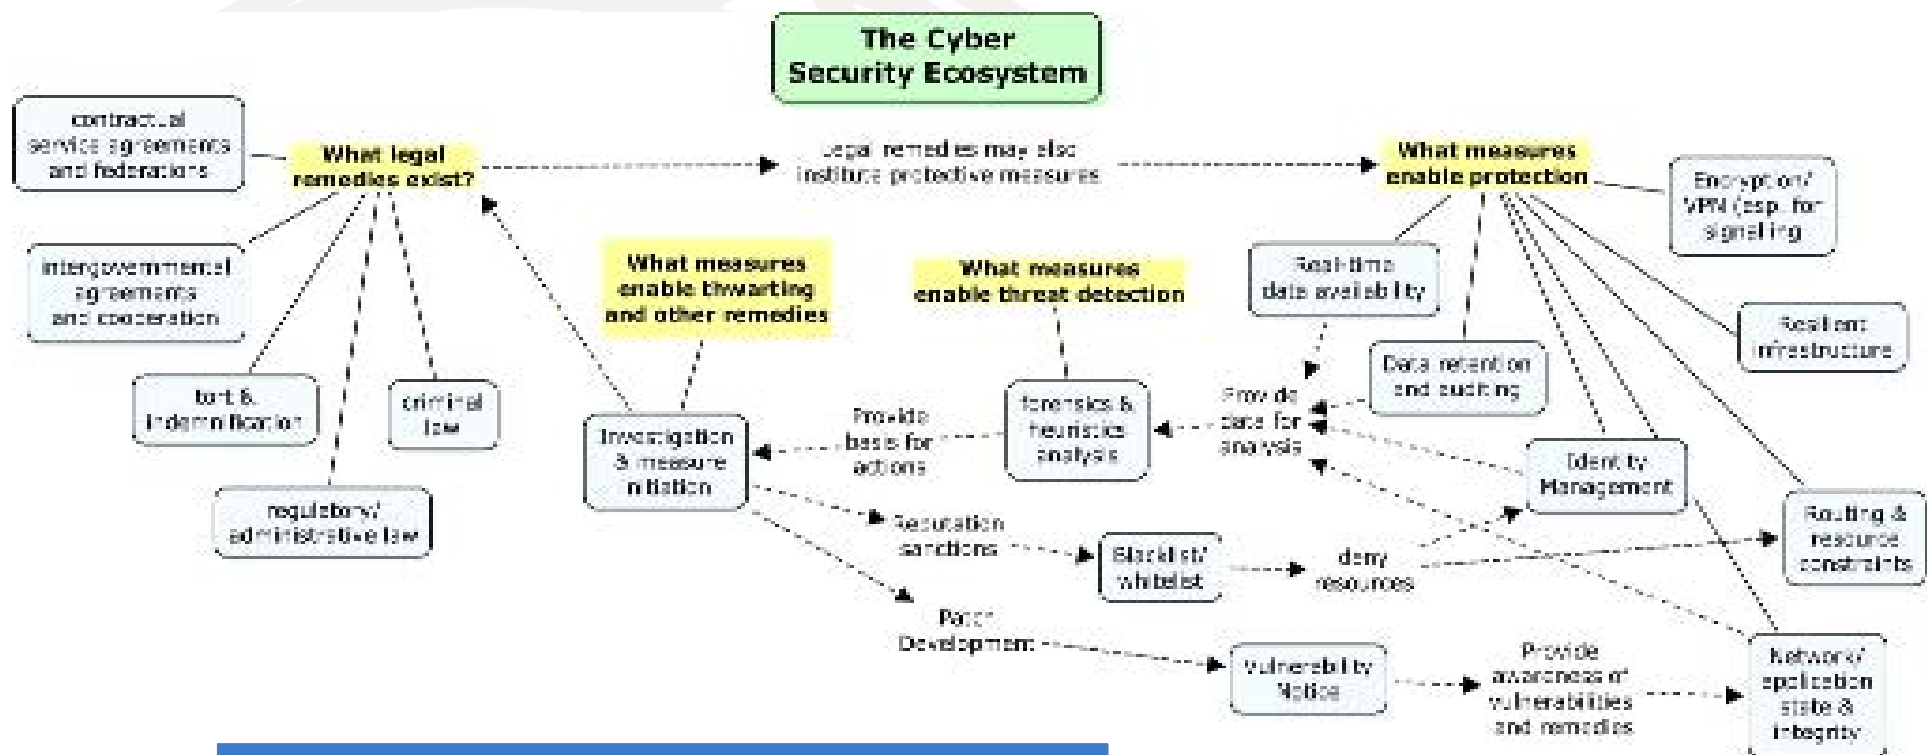 The Cyber
Security Ecosystem
contractual
service agreements
and federations
What legal
remedies exist?
Legal remedies may also
institute protective measures
What measures
enable protection
Encryption/
VPN (esp. for
signalling
intergovernmental
agreements
and cooperation
What measures
enable thwarting
and other remedies
What measures
enable threat detection
Real-time
data availability
Resilient
infrastructure
tort &
indemnification
criminal
law
Data retention
and auditing
Provide
basis for
actions
forensics &
heuristics
analysis
Provide
data for
analysis
Investigation
& measure
initiation
Identity
Management
regulatory/
administrative law
Reputation
sanctions
Blacklist/
whitelist
deny
resources
Routing &
resource
constraints
Patch
Development
Vulnerability
Notice
Provide
awareness of
vulnerabilities
and remedies
Network/
application
state &
integrity